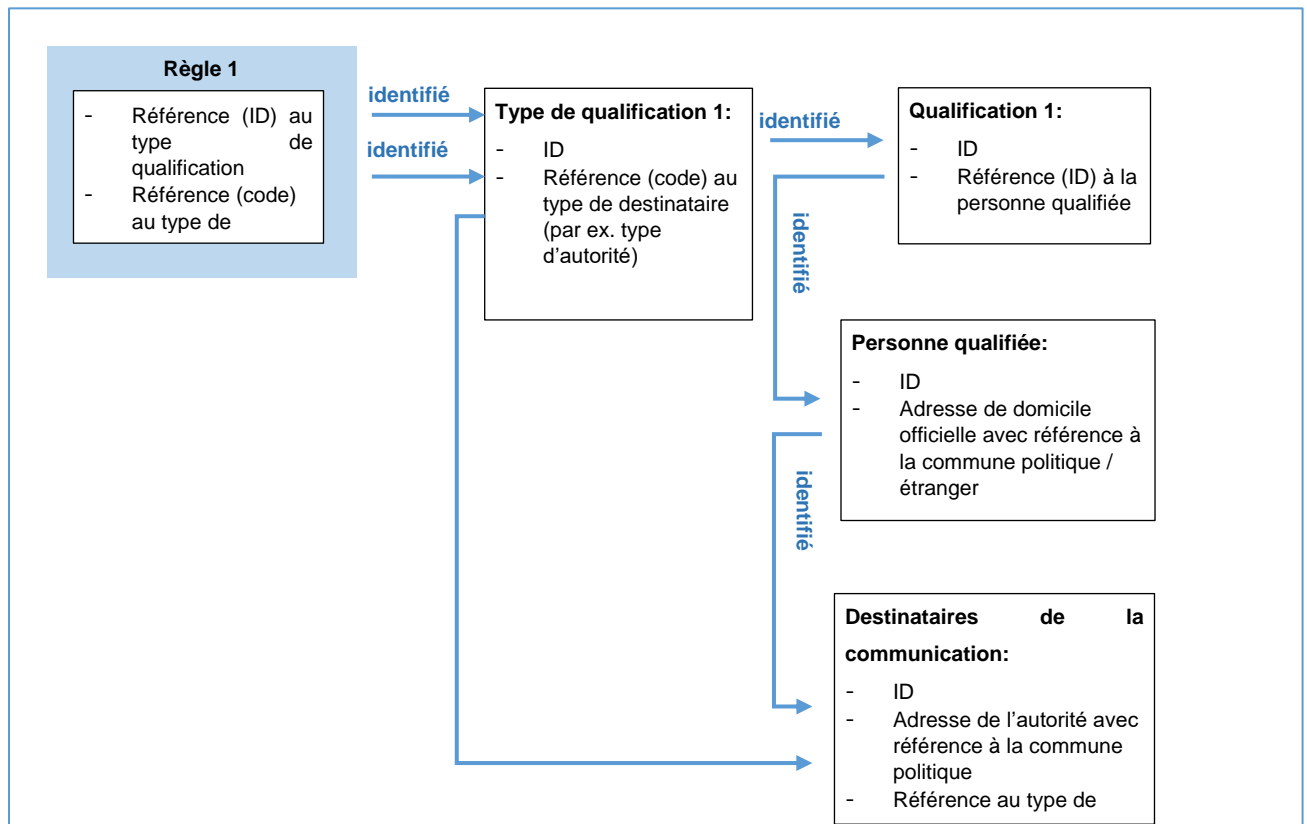 Règle 1
- Référence (ID) au
type de
qualification
- Référence (code)
au type de
identifié
identifié
Type de qualification 1:
- ID
- Référence (code) au
type de destinataire
(par ex. type
d’autorité)
identifié
Qualification 1:
- ID
- Référence (ID) à la
personne qualifiée
identifié
Personne qualifiée:
- ID
- Adresse de domicile
officielle avec référence à
la commune politique /
étranger
identifié
Destinataires de la
communication:
- ID
- Adresse de l’autorité avec
référence à la commune
politique
- Référence au type de